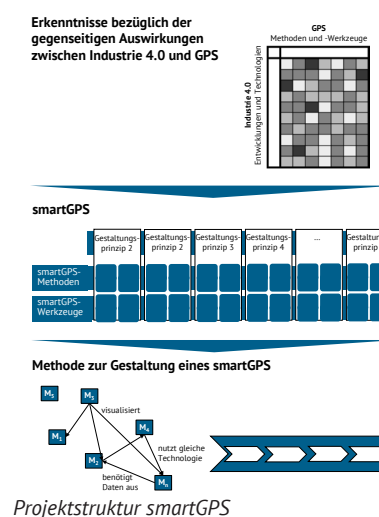 Erkenntnisse bezüglich der
gegenseitigen Auswirkungen
zwischen Industrie 4.0 und GPS
GPS
Methoden und -Werkzeuge
Industrie 4.0
Entwicklungen und Technologien
smartGPS
Gestaltungs-
prinzip 2
Gestaltungs-
prinzip 2
Gestaltungs-
prinzip 3
Gestaltungs-
prinzip 4
...
Gestaltun
prinzip
smartGPS-
Methoden
smartGPS-
Werkzeuge
Methode zur Gestaltung eines smartGPS
M3
visualisiert
M1
M4
nutzt gleiche
Technologie
M2
benötigt
Daten aus
Mn
Projektstruktur smartGPS